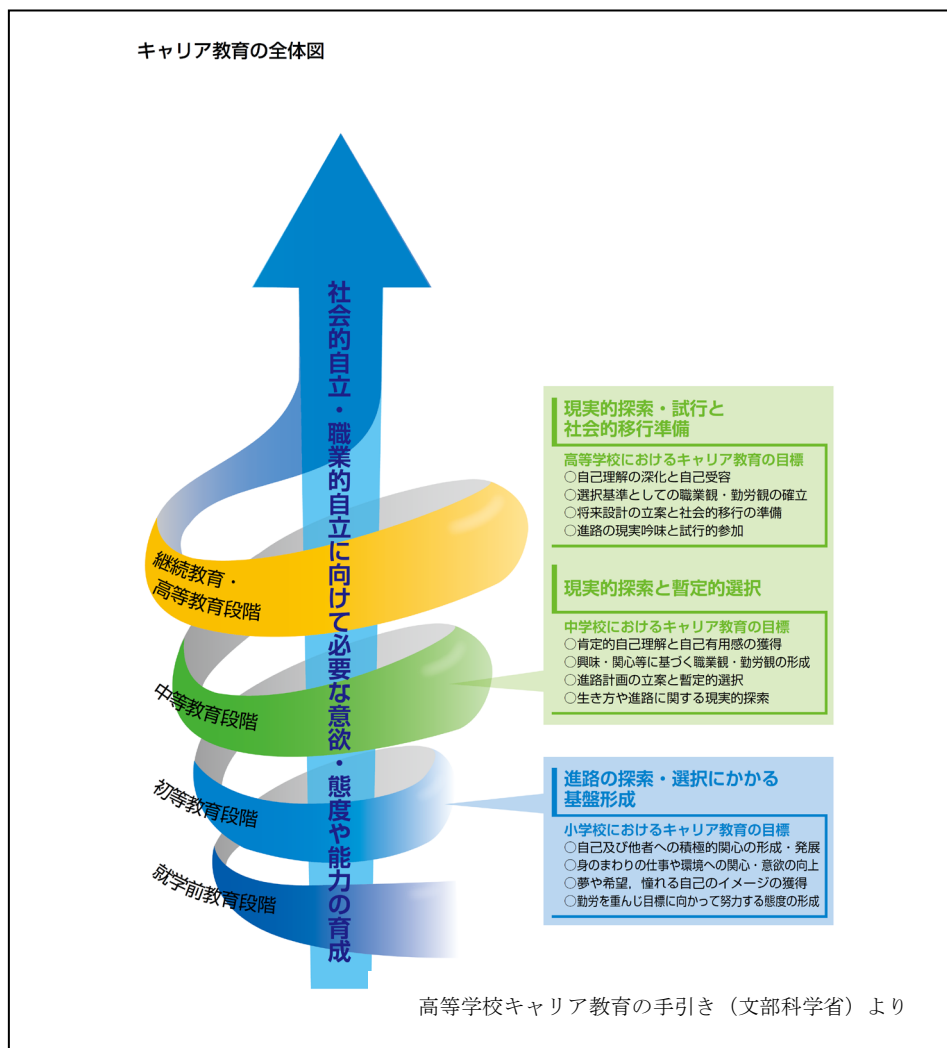 キャリア教育の全体図
社会的自立・職業的自立に向けて必要な意欲・態度や能力の育成
継続教育・
高等教育段階
中等教育段階
初等教育段階
就学前教育段階
現実的探索・試行と
社会的移行準備
高等学校におけるキャリア教育の目標
○自己理解の深化と自己受容
○選択基準としての職業観・勤労観の確立
○将来設計の立案と社会的移行の準備
○進路の現実吟味と試行的参加
現実的探索と暫定的選択
中学校におけるキャリア教育の目標
○肯定的自己理解と自己有用感の獲得
○興味・関心等に基づく職業観・勤労観の形成
○進路計画の立案と暫定的選択
○生き方や進路に関する現実的探索
進路の探索・選択にかかる
基盤形成
小学校におけるキャリア教育の目標
○自己及び他者への積極的関心の形成・発展
○身のまわりの仕事や環境への関心・意欲の向上
○夢や希望，憧れる自己のイメージの獲得
○勤労を重んじ目標に向かって努力する態度の形成
高等学校キャリア教育の手引き（文部科学省）より